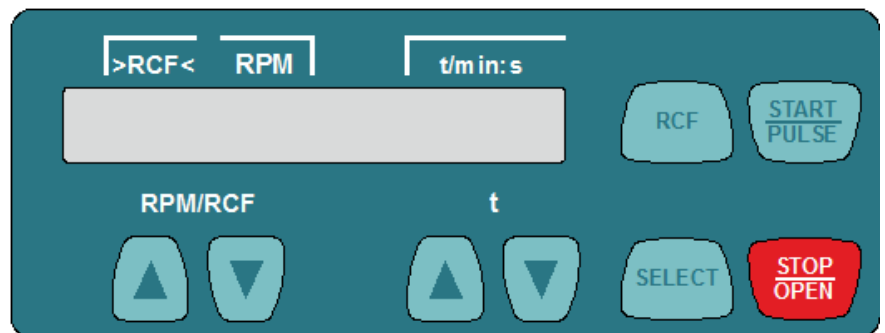 >RCF< RPM t/min:s
RCF
START
PULSE
RPM/RCF t
SELECT
STOP
OPEN